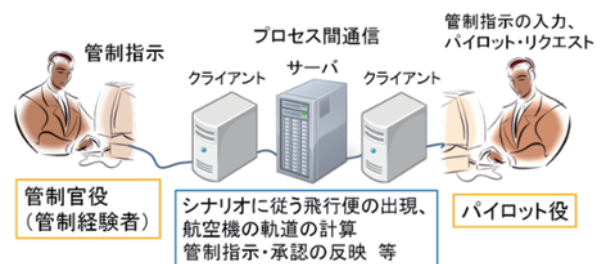 管制指示
プロセス間通信
管制指示の入力、
パイロット・リクエスト
クライアント
サーバ
クライアント
管制官役
(管制経験者)
シナリオに従う飛行便の出現、
航空機の軌道の計算
管制指示・承認の反映 等
パイロット役